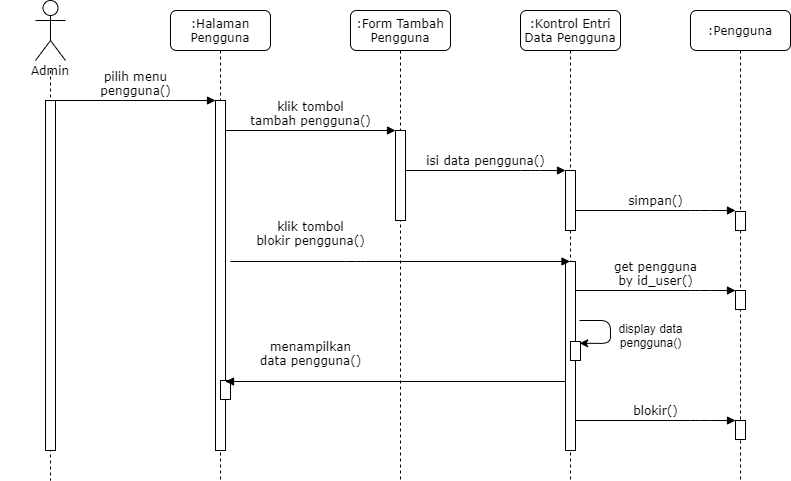 :Halaman
Pengguna
:Form Tambah
Pengguna
:Kontrol Entri
Data Pengguna
:Pengguna
Admin
pilih menu
pengguna()
klik tombol
tambah pengguna()
isi data pengguna()
simpan()
klik tombol
blokir pengguna()
get pengguna
by id_user()
display data
pengguna()
menampilkan
data pengguna()
blokir()